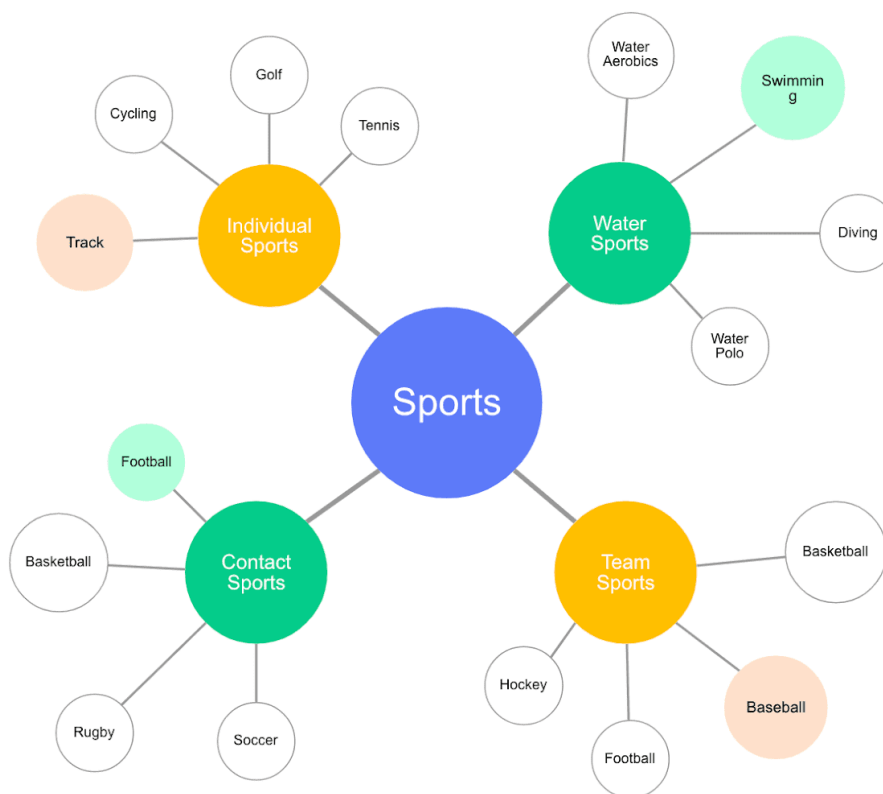 Water
Aerobics
Golf
Swimmin
g
Cycling
Tennis
Individual
Sports
Water
Sports
Track
Diving
Water
Polo
Sports
Football
Basketball
Contact
Sports
Team
Sports
Basketball
Hockey
Baseball
Rugby
Soccer
Football